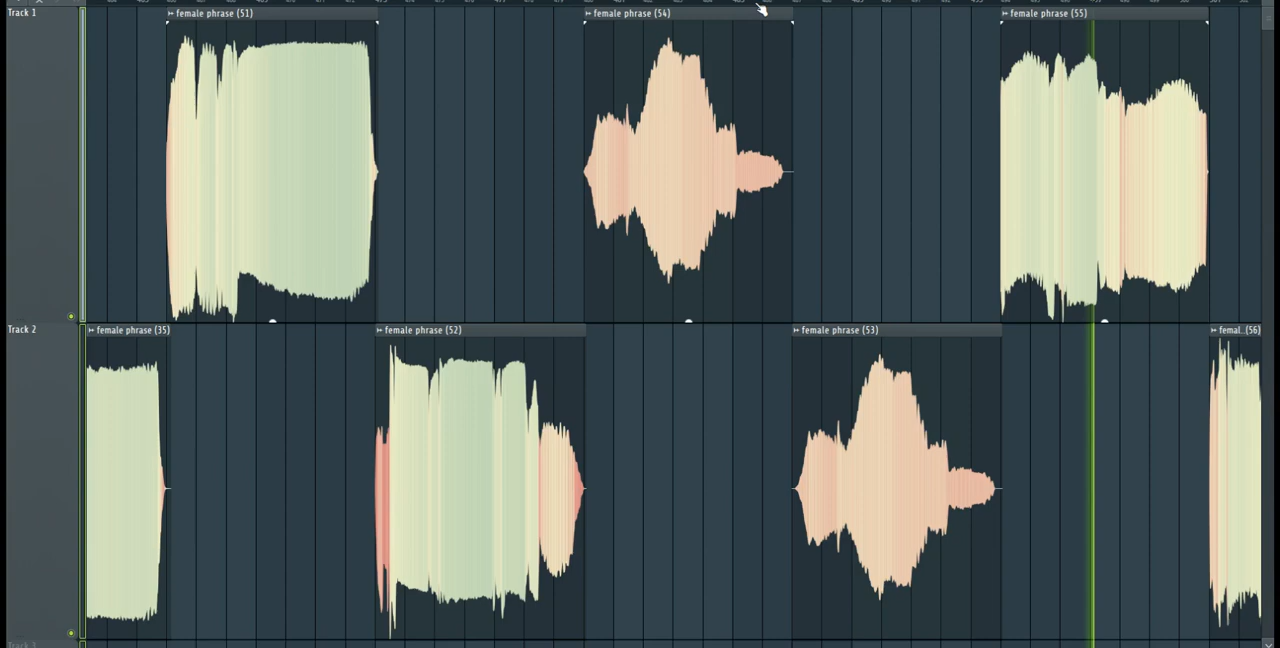 Track 1
female phrase (51)
female phrase (54)
female phrase (55)
Track 2
female phrase (35)
female phrase (52)
female phrase (53)
femal..(56)
Track 3